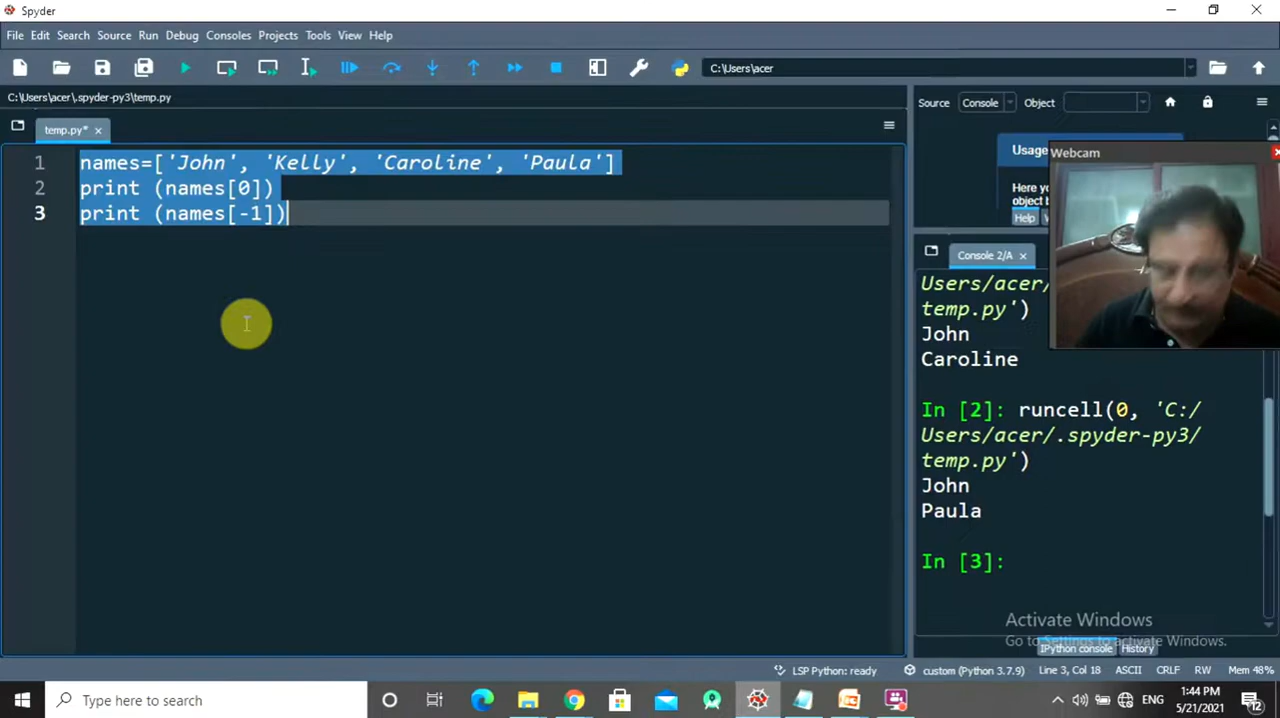 Spyder
File Edit Search Source Run Debug Consoles Projects Tools View Help
C:\Users\acer
C:\Users\acer\.spyder-py3\temp.py
Source Console Object
temp.py*
Usage
Webcam
Here yo
object b
Help
1 names=['John', 'Kelly', 'Caroline', 'Paula']
2 print (names[0])
3 print (names[-1])
Console 2/A
Users/acer/
temp.py')
John
Caroline
In [2]: runcell(0, 'C:/
Users/acer/.spyder-py3/
temp.py')
John
Paula
In [3]:
Activate Windows
Go to Settings to activate Windows.
IPython console History
LSP Python: ready custom (Python 3.7.9) Line 3, Col 18 ASCII CRLF RW Mem 48%
Type here to search
ENG
1:44 PM
5/21/2021
12